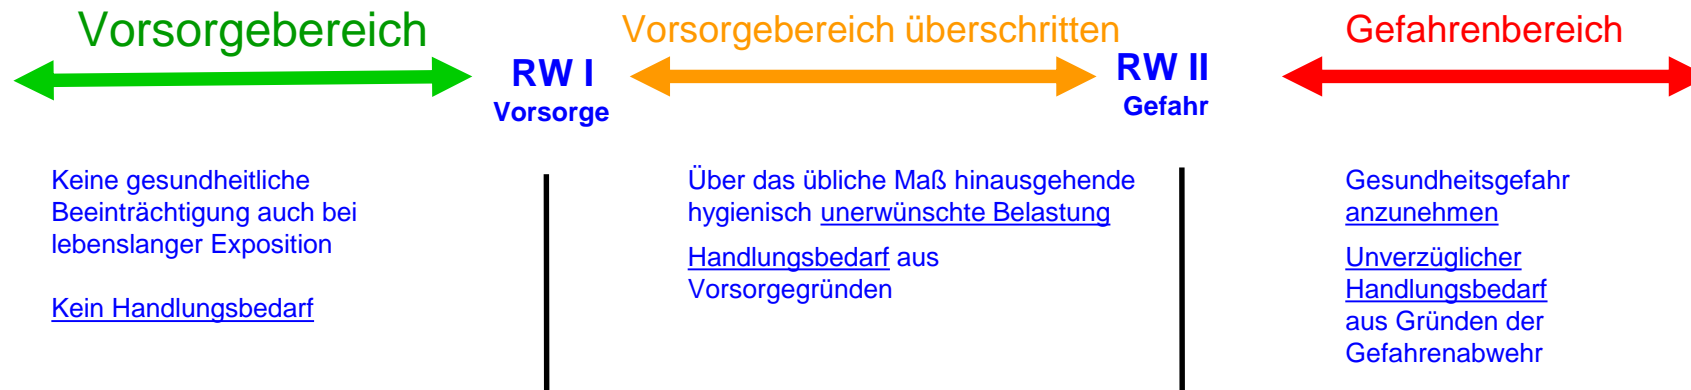 Vorsorgebereich
RW I
Vorsorge
Vorsorgebereich überschritten
RW II
Gefahr
Gefahrenbereich
Keine gesundheitliche
Beeinträchtigung auch bei
lebenslanger Exposition
Kein Handlungsbedarf
Über das übliche Maß hinausgehende
hygienisch unerwünschte Belastung
Handlungsbedarf aus
Vorsorgegründen
Gesundheitsgefahr
anzunehmen
Unverzüglicher
Handlungsbedarf
aus Gründen der
Gefahrenabwehr